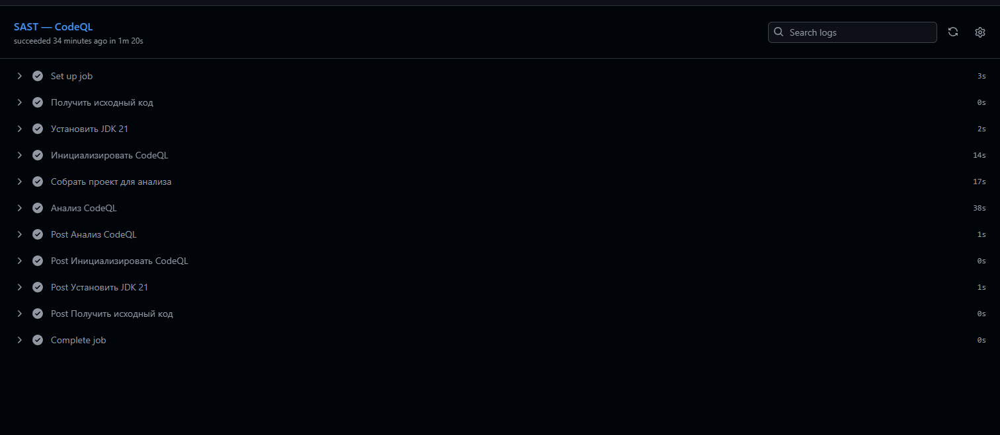 SAST — CodeQL
succeeded 34 minutes ago in 1m 20s
Search logs
Set up job 3s
Получить исходный код 0s
Установить JDK 21 2s
Инициализировать CodeQL 14s
Собрать проект для анализа 17s
Анализ CodeQL 38s
Post Анализ CodeQL 1s
Post Инициализировать CodeQL 0s
Post Установить JDK 21 1s
Post Получить исходный код 0s
Complete job 0s